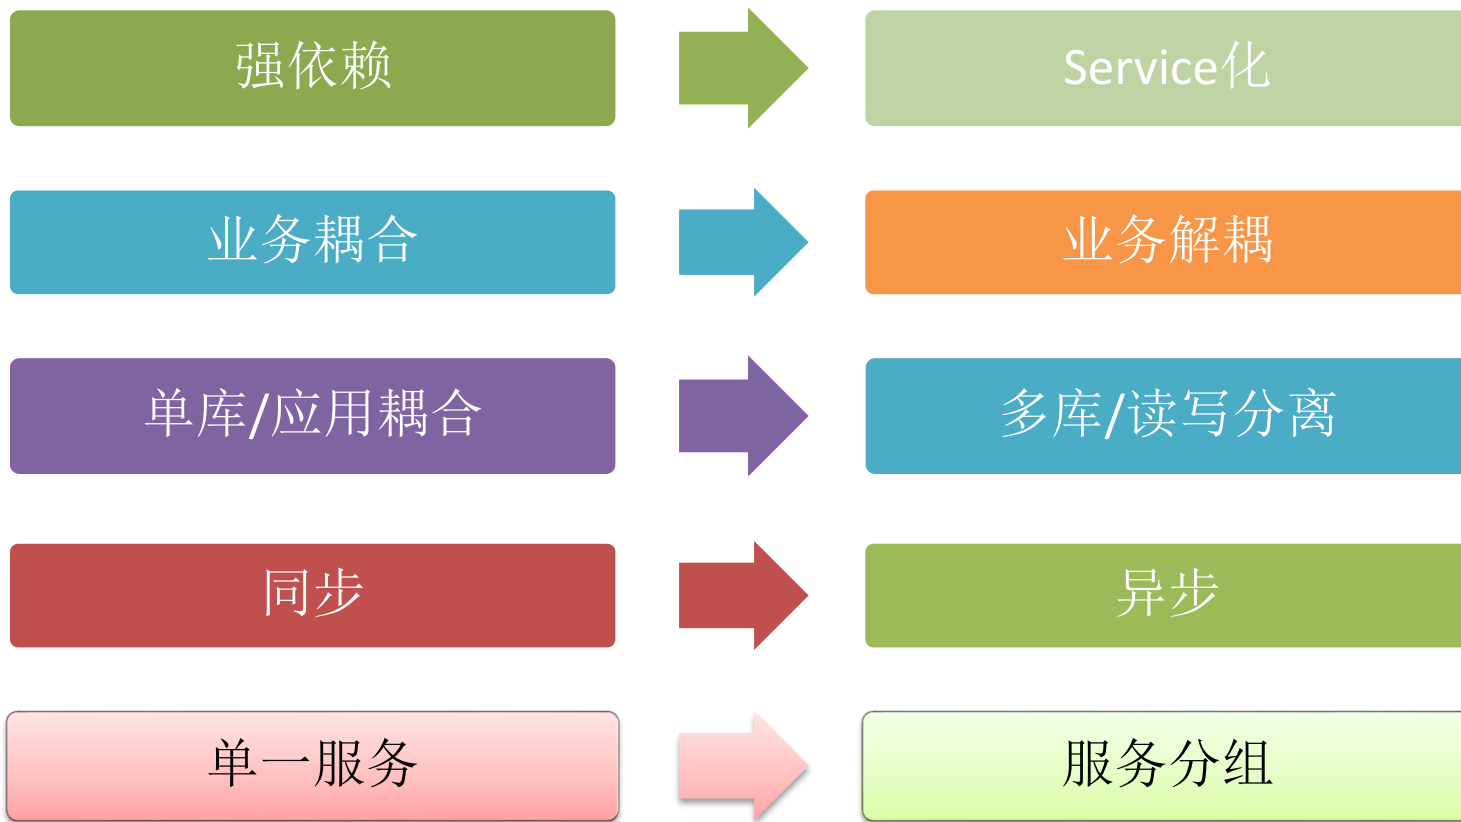 强依赖
Service化
业务耦合
业务解耦
单库/应用耦合
多库/读写分离
同步
异步
单一服务
服务分组